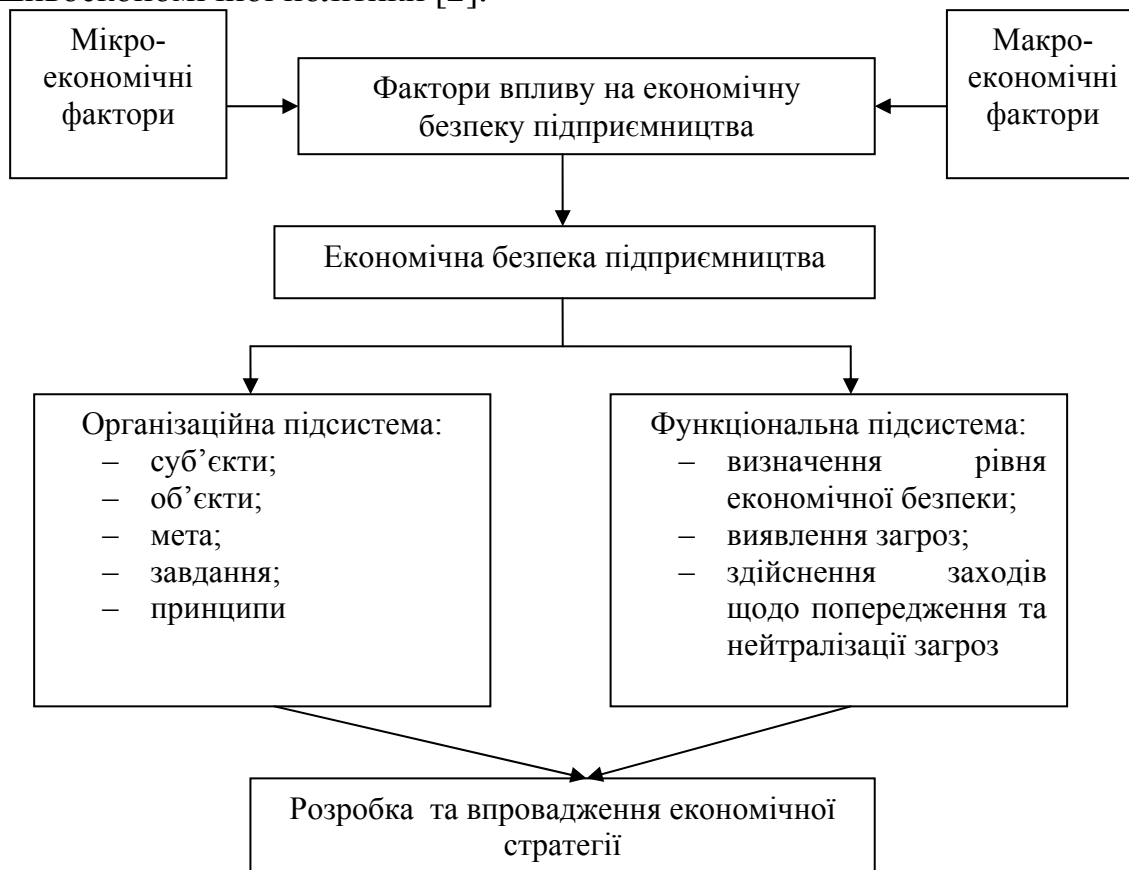 політики [2].
Мікро-
економічні
фактори
Макро-
економічні
фактори
Фактори впливу на економічну
безпеку підприємництва
Економічна безпека підприємництва
Організаційна підсистема:
– суб’єкти;
– об’єкти;
– мета;
– завдання;
– принципи
Функціональна підсистема:
– визначення рівня
економічної безпеки;
– виявлення загроз;
– здійснення заходів
щодо попередження та
нейтралізації загроз
Розробка та впровадження економічної
стратегії